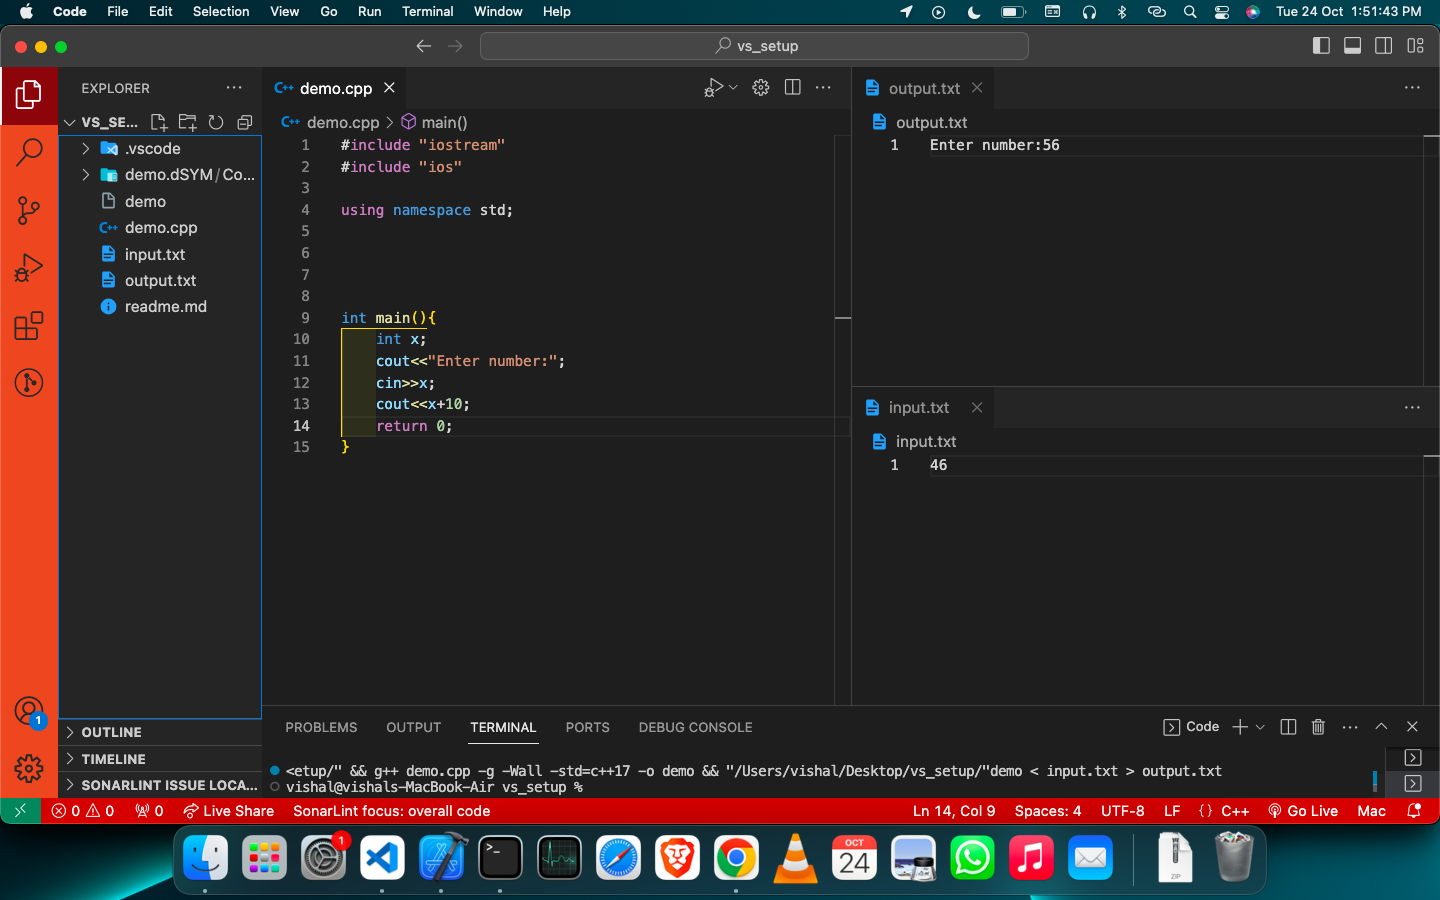 Code File Edit Selection View Go Run Terminal Window Help Tue 24 Oct 1:51:43 PM
vs_setup
EXPLORER
VS_SE...
.vscode
demo.dSYM/Co...
demo
demo.cpp
input.txt
output.txt
readme.md
OUTLINE
TIMELINE
SONARLINT ISSUE LOCA...
1
demo.cpp
demo.cpp > main()
1 #include "iostream"
2 #include "ios"
3
4 using namespace std;
5
6
7
8
9 int main(){
10 int x;
11 cout<<"Enter number:";
12 cin>>x;
13 cout<<x+10;
14 return 0;
15 }
output.txt
output.txt
1 Enter number:56
input.txt
input.txt
1 46
PROBLEMS OUTPUT TERMINAL PORTS DEBUG CONSOLE Code
<etup/" && g++ demo.cpp -g -Wall -std=c++17 -o demo && "/Users/vishal/Desktop/vs_setup/"demo < input.txt > output.txt
vishal@vishals-MacBook-Air vs_setup %
0 0 0 Live Share SonarLint focus: overall code Ln 14, Col 9 Spaces: 4 UTF-8 LF {} C++ Go Live Mac
1
>_
OCT
24
ZIP